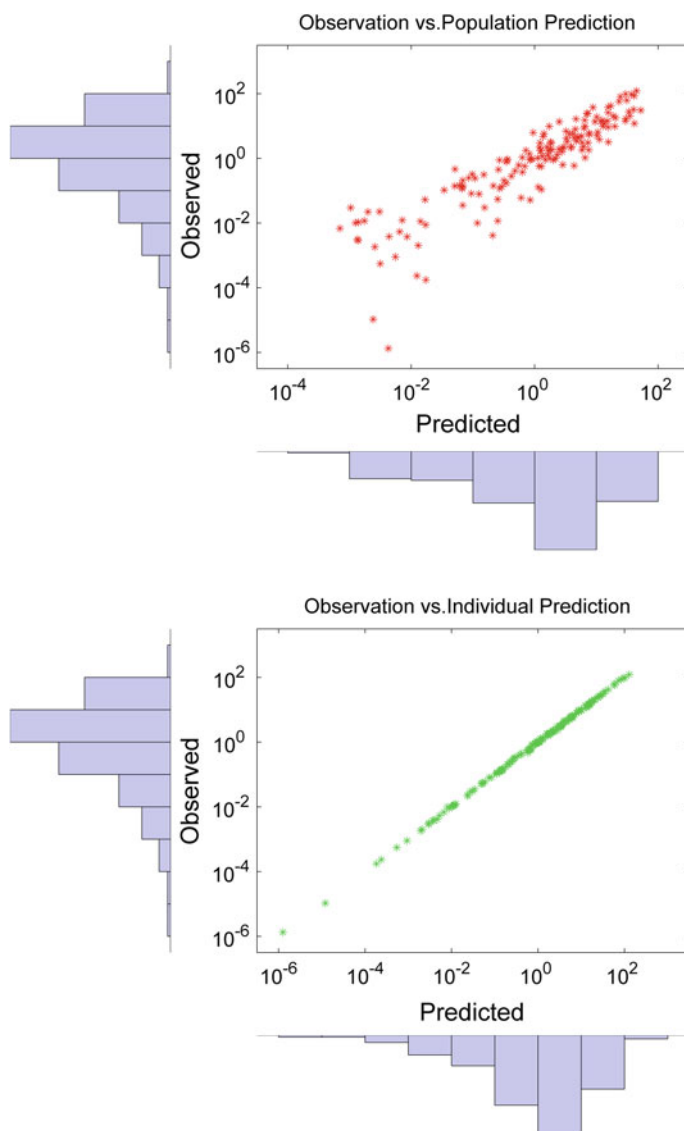 Observation vs.Population Prediction
Observed
10^2
10^0
10^-2
10^-4
10^-6
10^-4 10^-2 10^0 10^2
Predicted
Observation vs.Individual Prediction
Observed
10^2
10^0
10^-2
10^-4
10^-6
10^-6 10^-4 10^-2 10^0 10^2
Predicted